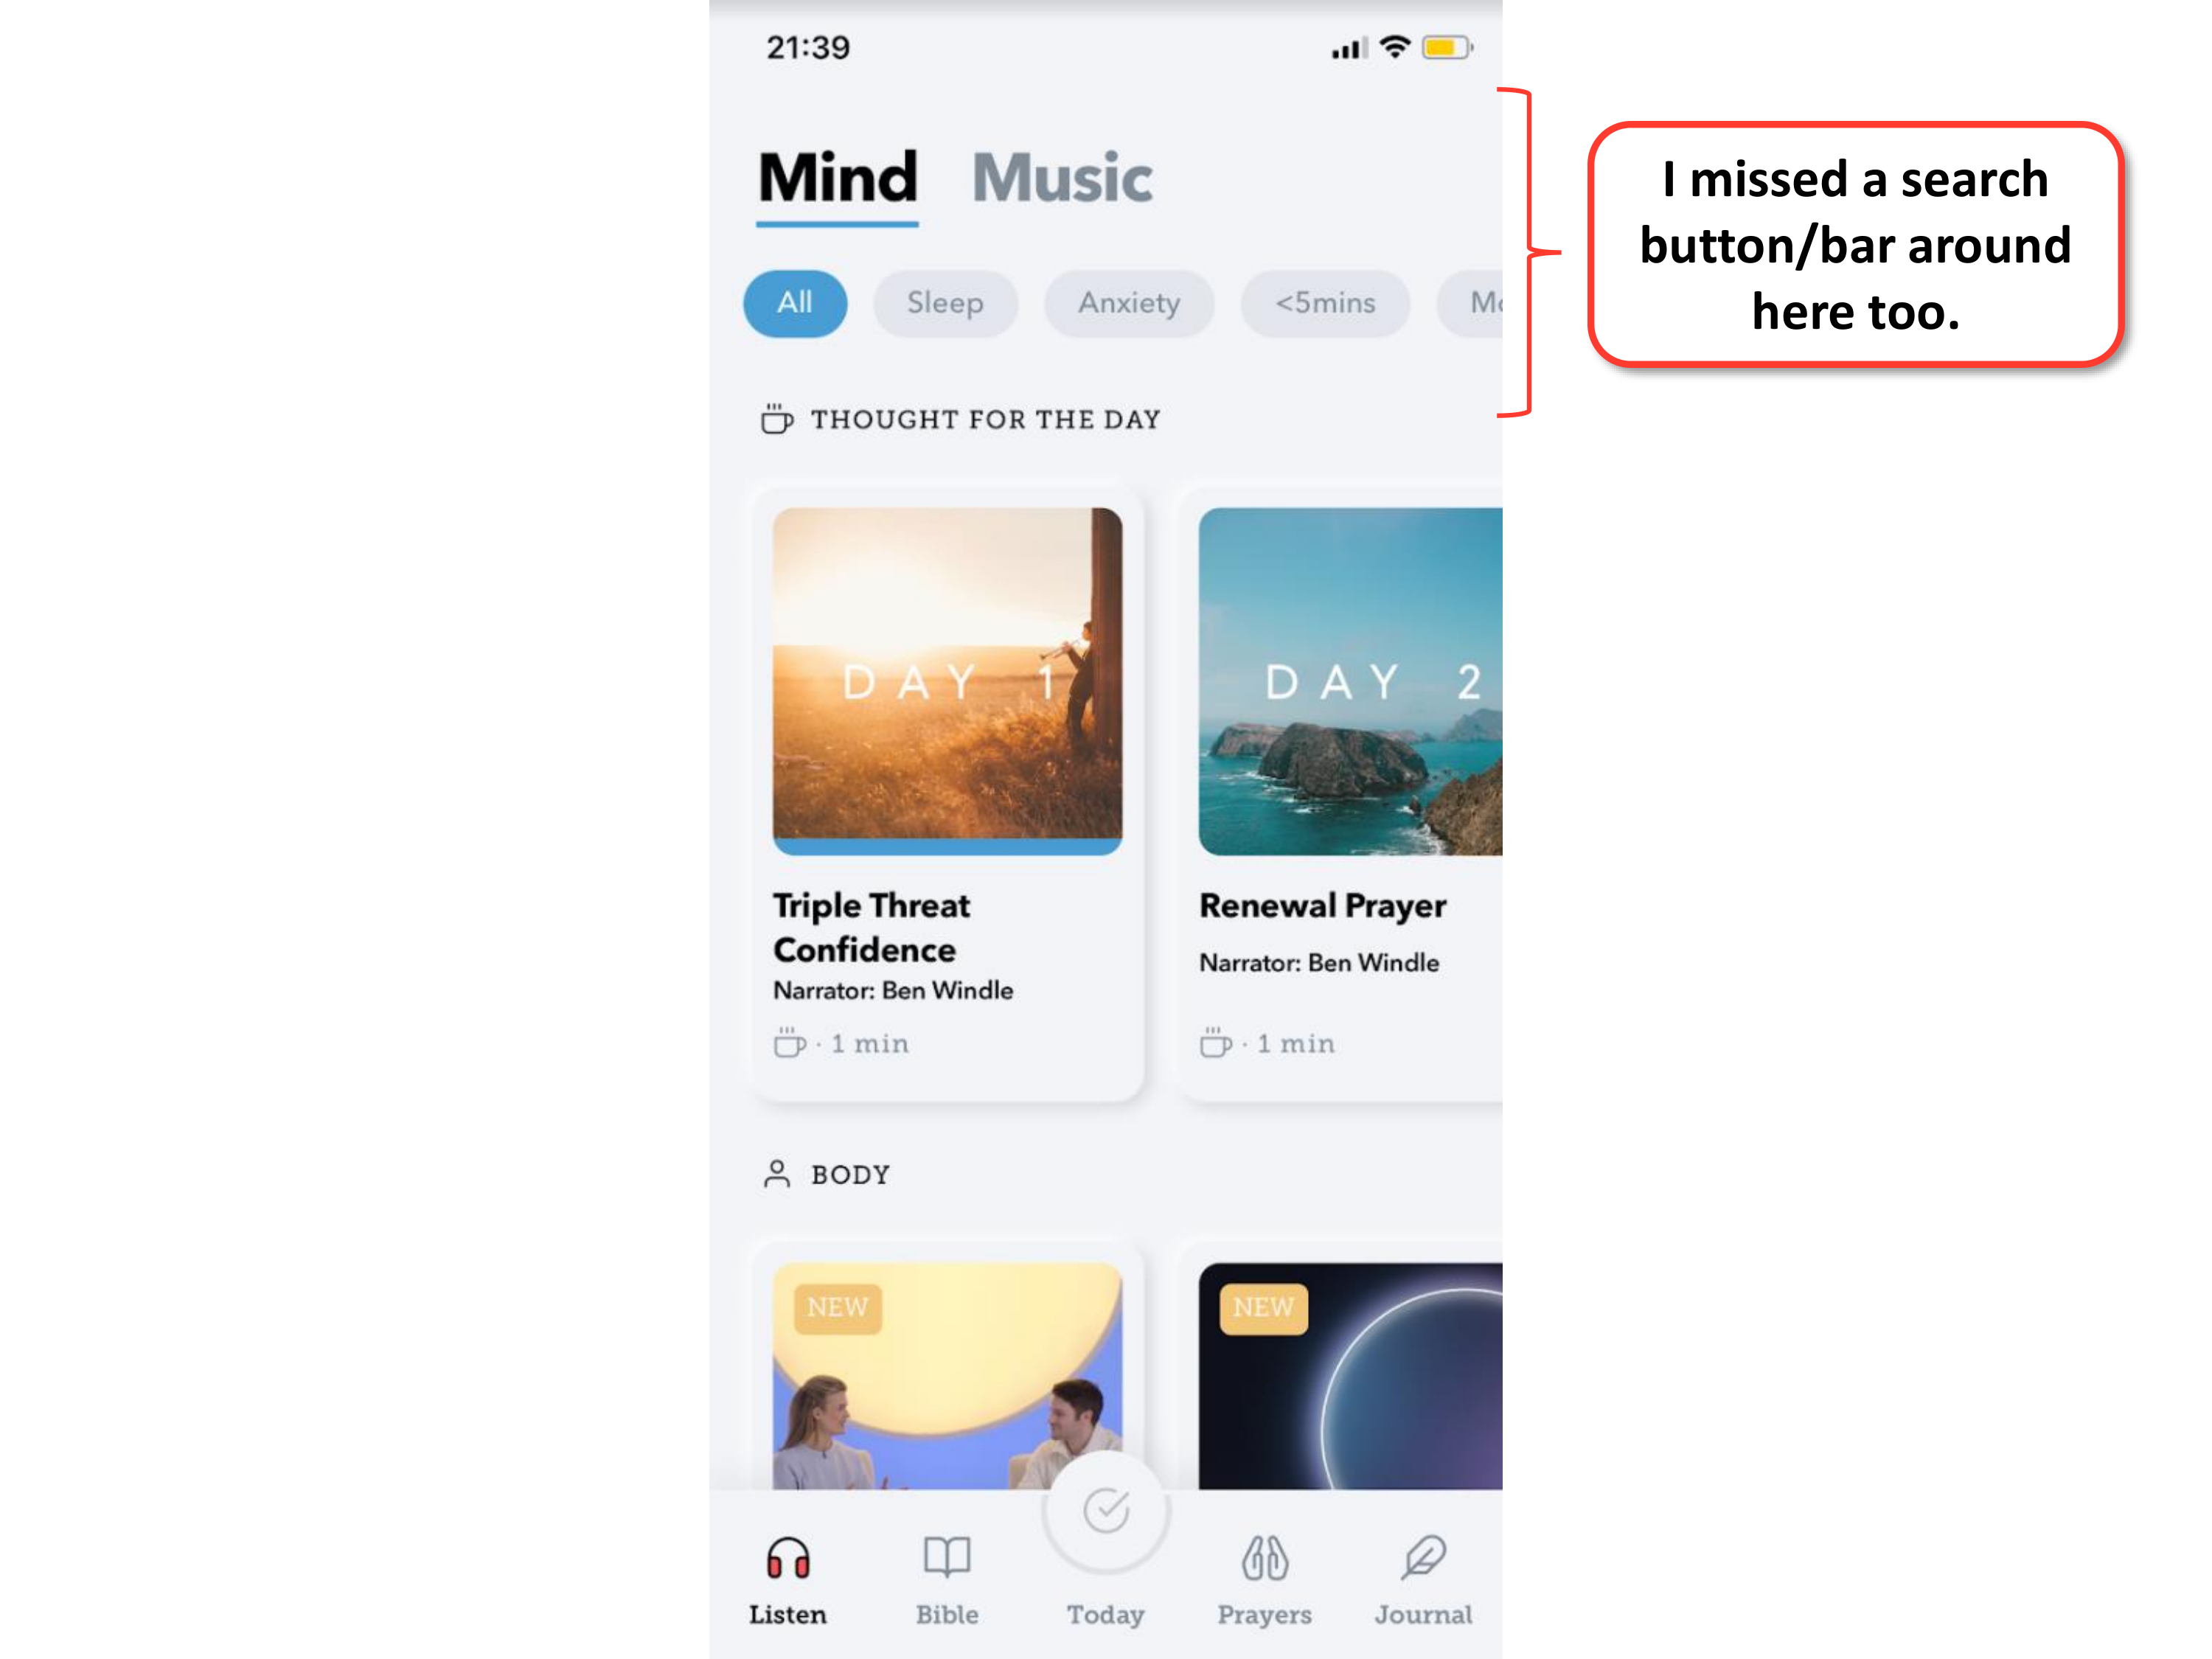 21:39
Mind Music
All Sleep Anxiety <5mins
THOUGHT FOR THE DAY
DAY 1
DAY 2
Triple Threat
Confidence
Narrator: Ben Windle
· 1 min
Renewal Prayer
Narrator: Ben Windle
· 1 min
BODY
NEW
NEW
Listen Bible Today Prayers Journal
I missed a search
button/bar around
here too.